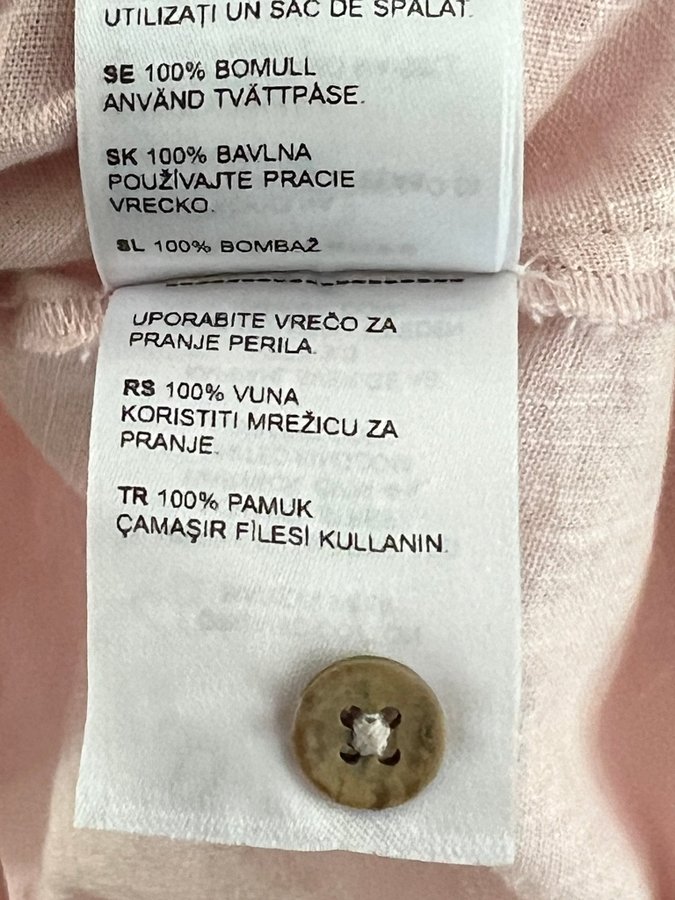 UTILIZAȚI UN SAC DE SPĂLAT.
SE 100% BOMULL
ANVÄND TVÄTTPÅSE.
SK 100% BAVLNA
POUŽÍVAJTE PRACIE
VRECKO.
SL 100% BOMBAŽ
UPORABITE VREČO ZA
PRANJE PERILA.
RS 100% VUNA
KORISTITI MREŽICU ZA
PRANJE.
TR 100% PAMUK
ÇAMAŞIR FİLESİ KULLANIN.